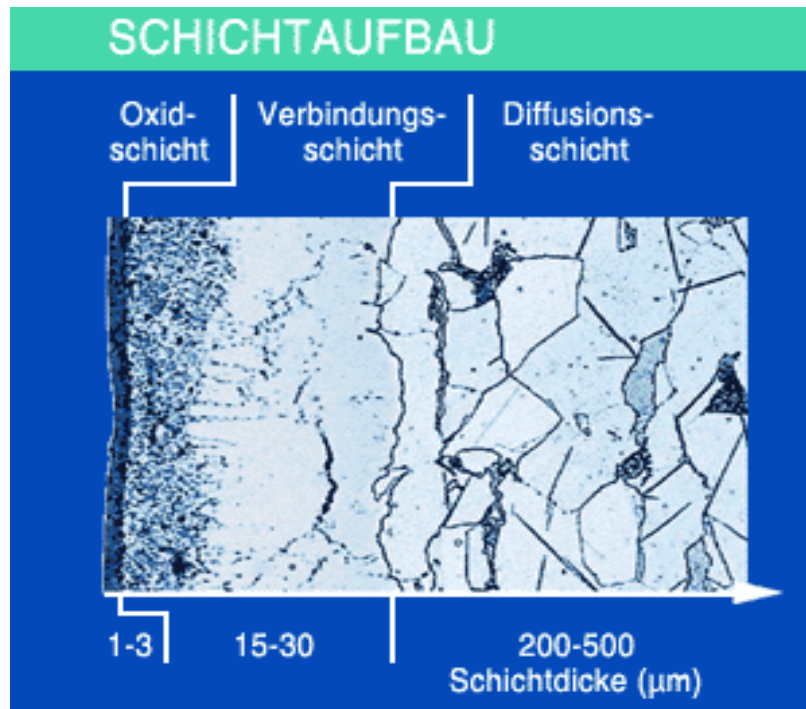 SCHICHTAUFBAU
Oxid-
schicht
Verbindungs-
schicht
Diffusions-
schicht
1-3
15-30
200-500
Schichtdicke (µm)